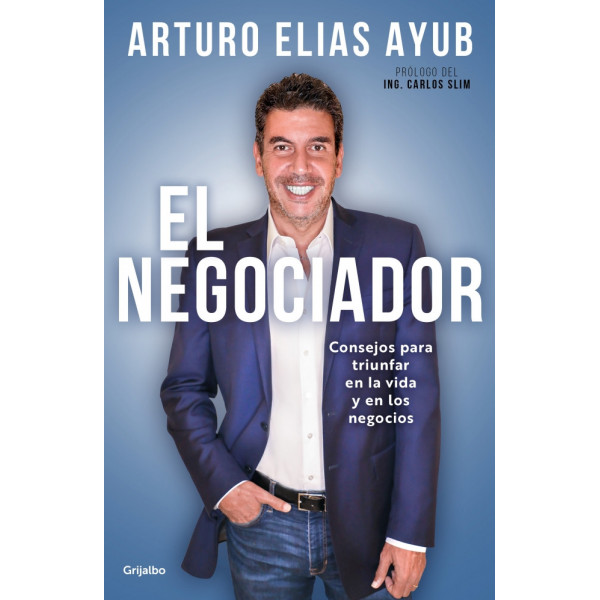 ARTURO ELIAS AYUB
PRÓLOGO DEL
ING. CARLOS SLIM
EL
NEGOCIADOR
Consejos para
triunfar
en la vida
y en los
negocios
Grijalbo